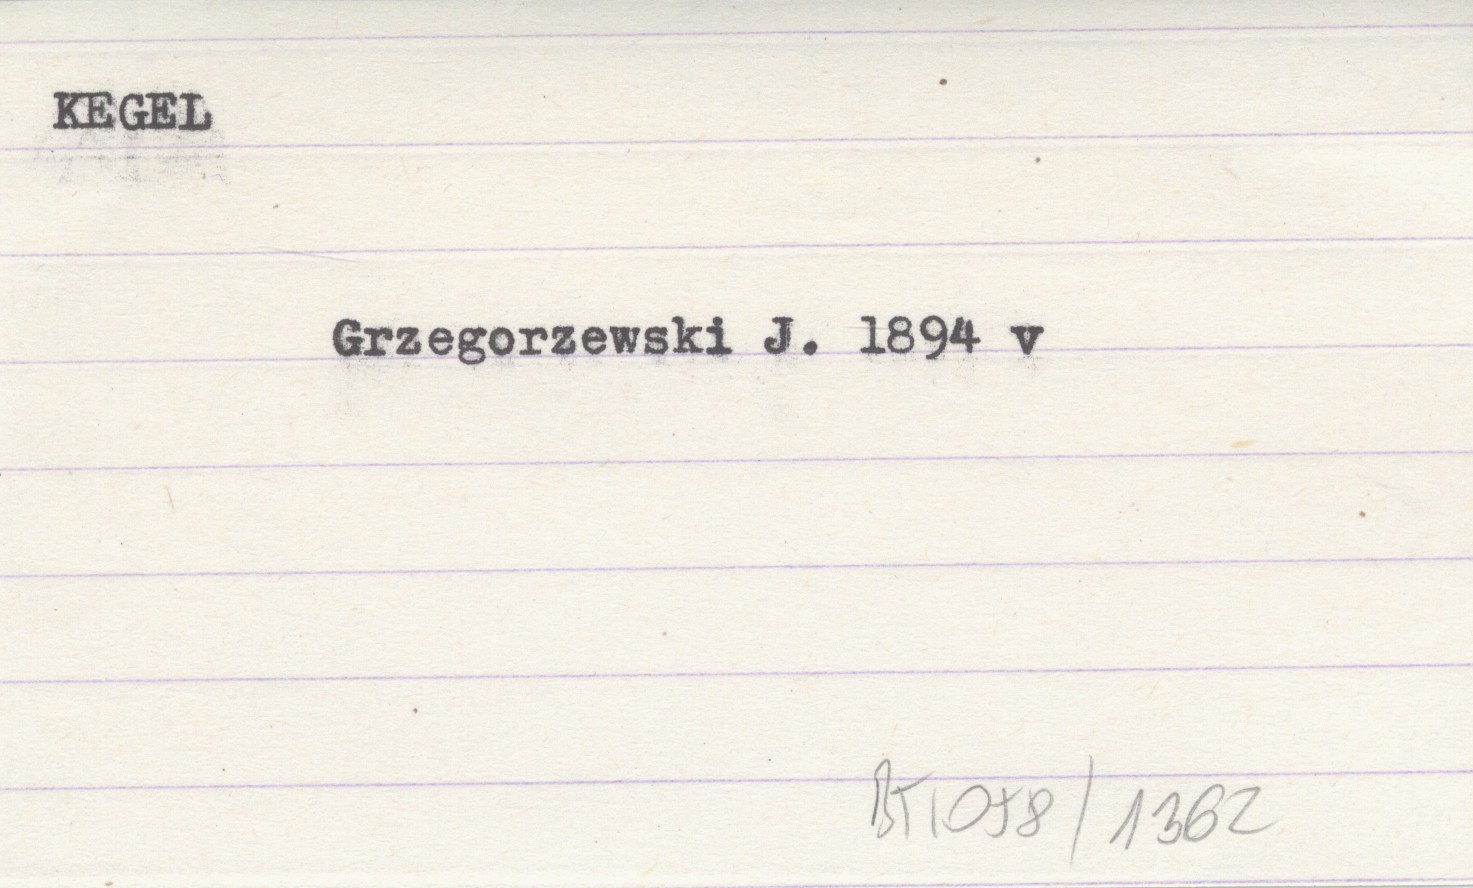 KEGEL
Grzegorzewski J. 1894 v
BT1058/1362